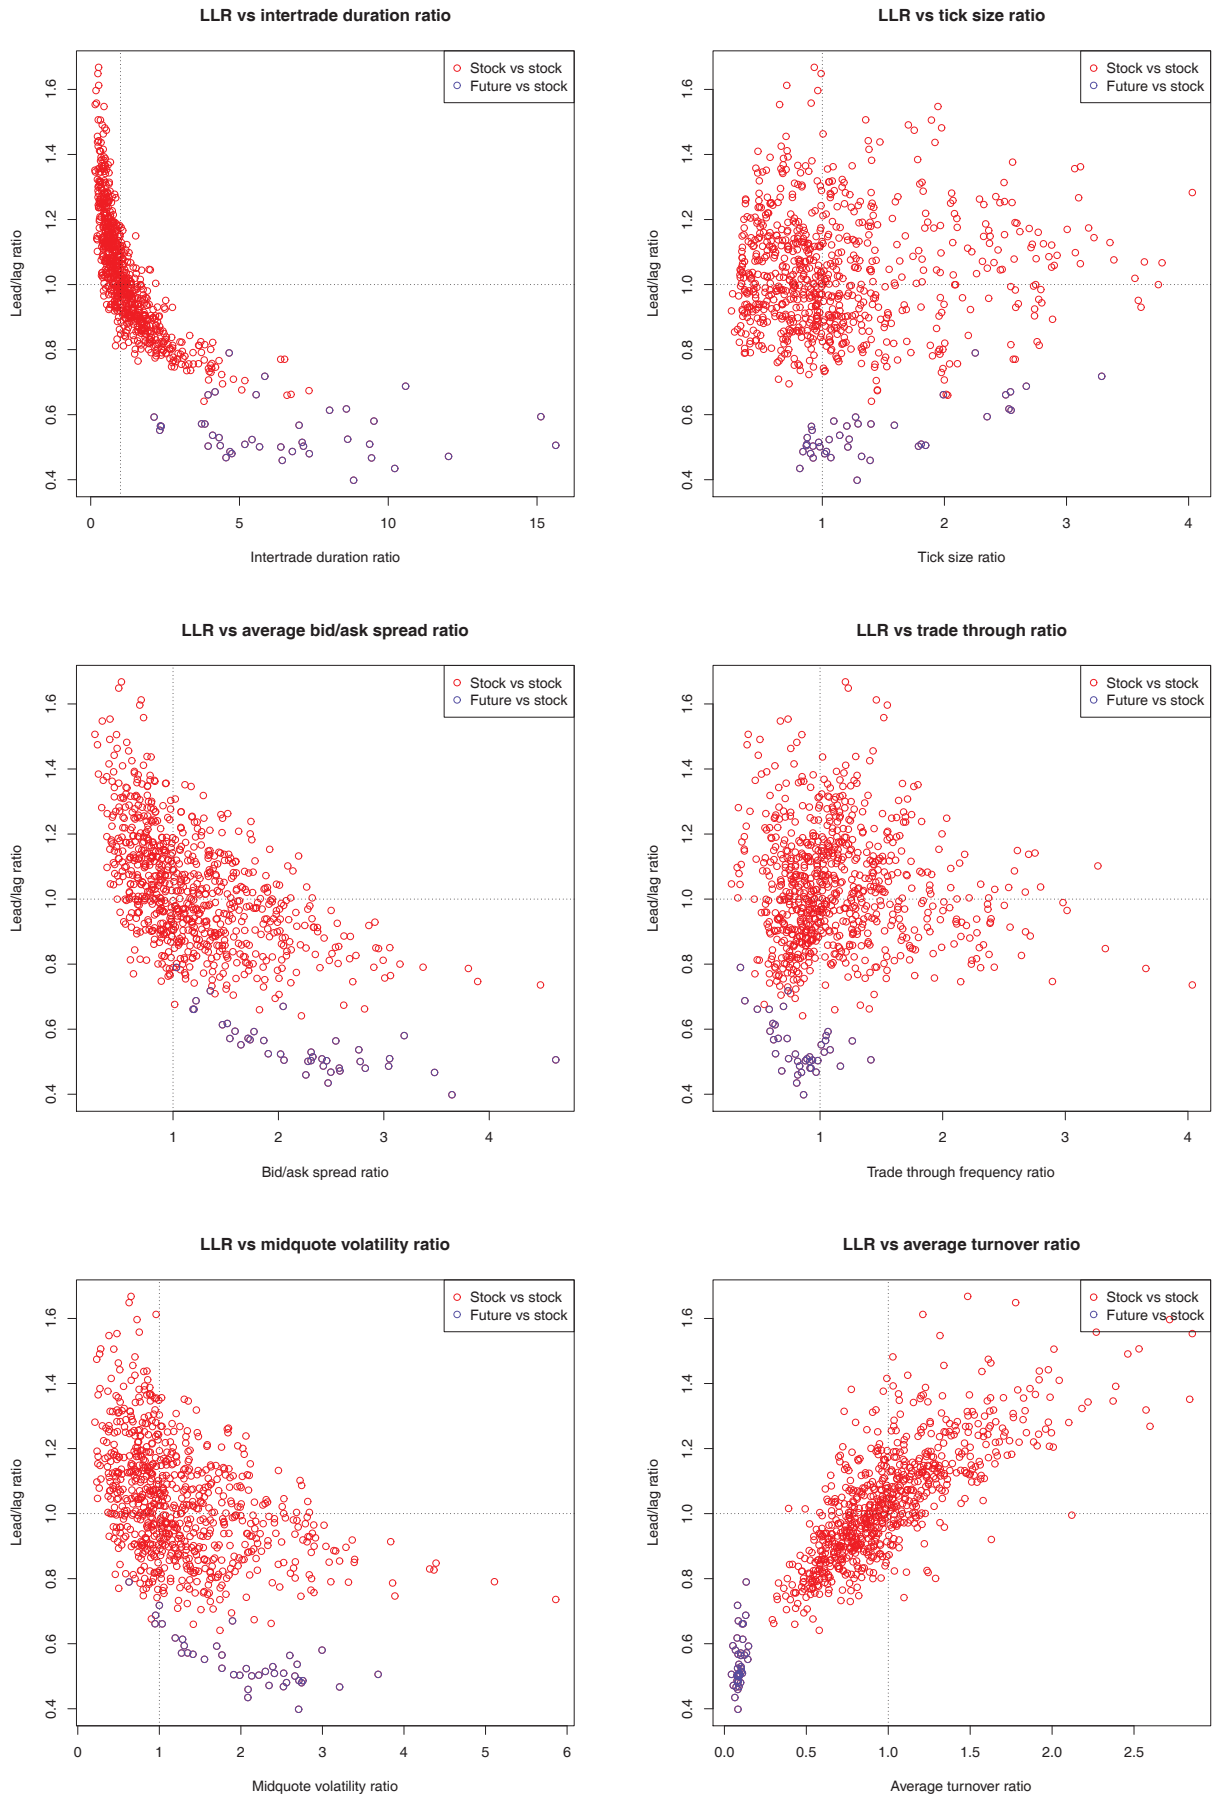 LLR vs intertrade duration ratio
Stock vs stock
Future vs stock
Lead/lag ratio
0.4 0.6 0.8 1.0 1.2 1.4 1.6
0 5 10 15
Intertrade duration ratio
LLR vs tick size ratio
Stock vs stock
Future vs stock
Lead/lag ratio
0.4 0.6 0.8 1.0 1.2 1.4 1.6
1 2 3 4
Tick size ratio
LLR vs average bid/ask spread ratio
Stock vs stock
Future vs stock
Lead/lag ratio
0.4 0.6 0.8 1.0 1.2 1.4 1.6
1 2 3 4
Bid/ask spread ratio
LLR vs trade through ratio
Stock vs stock
Future vs stock
Lead/lag ratio
0.4 0.6 0.8 1.0 1.2 1.4 1.6
1 2 3 4
Trade through frequency ratio
LLR vs midquote volatility ratio
Stock vs stock
Future vs stock
Lead/lag ratio
0.4 0.6 0.8 1.0 1.2 1.4 1.6
0 1 2 3 4 5 6
Midquote volatility ratio
LLR vs average turnover ratio
Stock vs stock
Future vs stock
Lead/lag ratio
0.4 0.6 0.8 1.0 1.2 1.4 1.6
0.0 0.5 1.0 1.5 2.0 2.5
Average turnover ratio